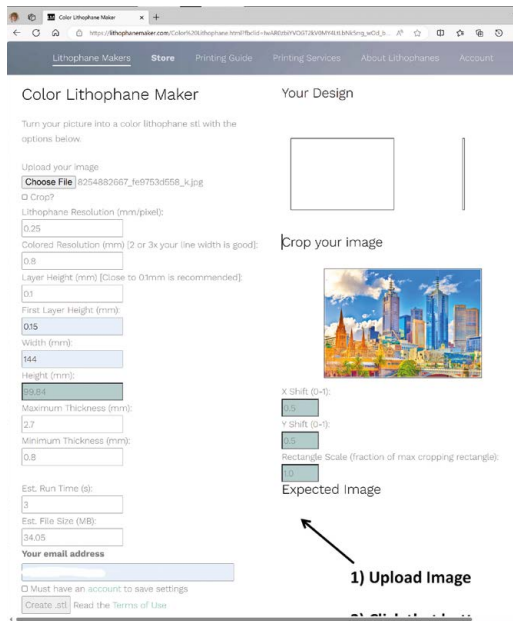 Color Lithophane Maker
https://lithophanemaker.com/Color%20Lithophane.html?fbclid=
Lithophane Makers Store Printing Guide Printing Services About Lithophanes Account
Color Lithophane Maker
Turn your picture into a color lithophane stl with the
options below.
Upload your image
Choose File 8254882667_fe9753d558_k.jpg
Crop?
Lithophane Resolution (mm/pixel):
0.25
Colored Resolution (mm) [2 or 3x your line width is good]:
0.8
Layer Height (mm) [Close to 0.1mm is recommended]:
0.1
First Layer Height (mm):
0.15
Width (mm):
144
Height (mm):
99.84
Maximum Thickness (mm):
2.7
Minimum Thickness (mm):
0.8
Est. Run Time (s):
3
Est. File Size (MB):
34.05
Your email address
Must have an account to save settings
Create .stl Read the Terms of Use
Your Design
Crop your image
X Shift (0-1):
0.5
Y Shift (0-1):
0.5
Rectangle Scale (fraction of max cropping rectangle):
1.0
Expected Image
1) Upload Image